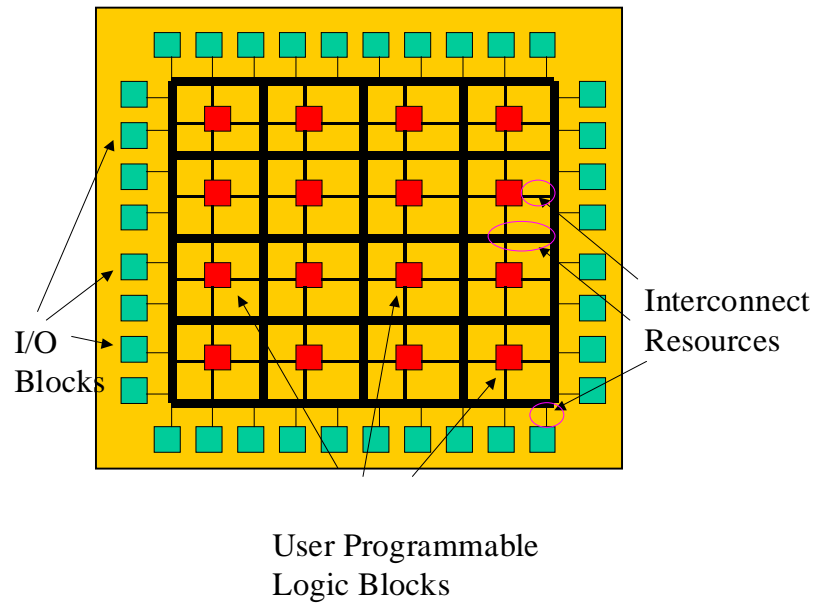 I/O
Blocks
Interconnect
Resources
User Programmable
Logic Blocks